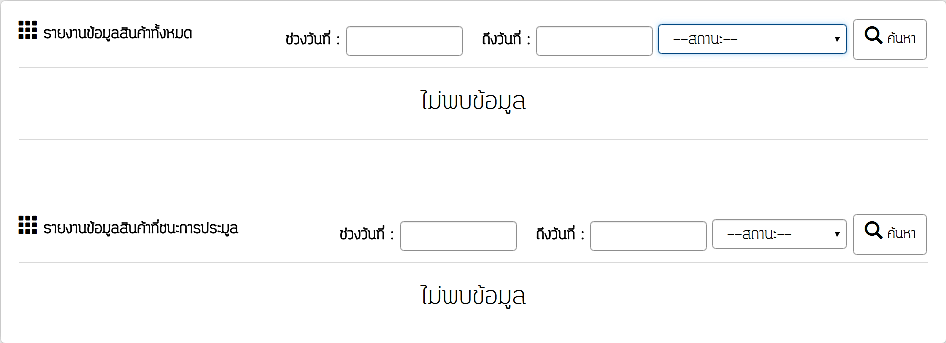 รายงานข้อมูลสินค้าทั้งหมด ช่วงวันที่ : ถึงวันที่ : --สถานะ-- ค้นหา
ไม่พบข้อมูล
รายงานข้อมูลสินค้าที่ชนะการประมูล ช่วงวันที่ : ถึงวันที่ : --สถานะ-- ค้นหา
ไม่พบข้อมูล